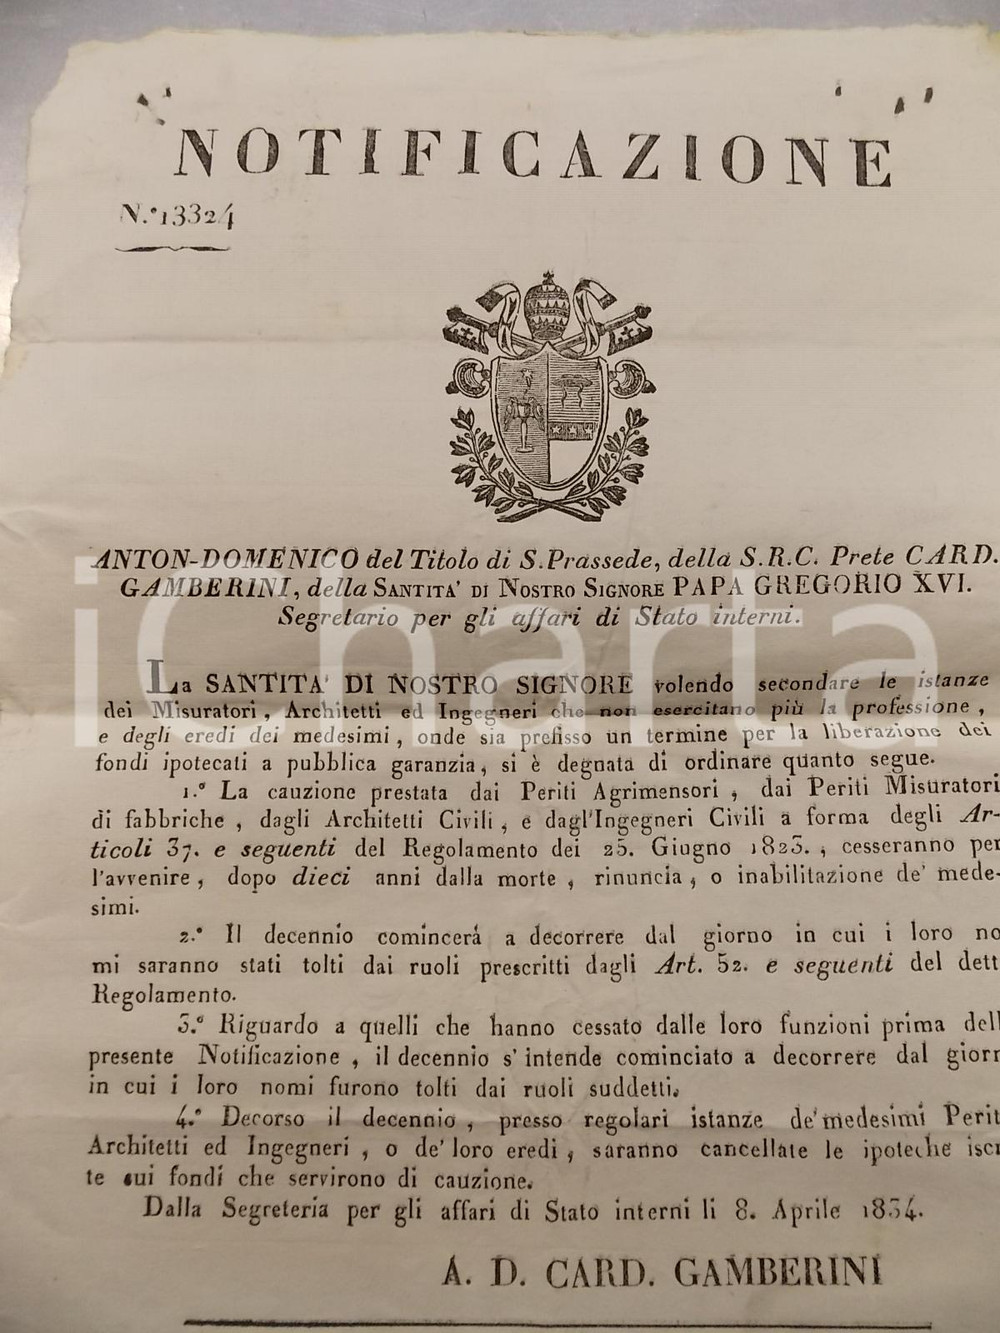 NOTIFICAZIONE
N.° 13324
ANTON-DOMENICO del Titolo di S. Prassede, della S. R. C. Prete CARD.
GAMBERINI, della SANTITA' DI NOSTRO SIGNORE PAPA GREGORIO XVI.
Segretario per gli affari di Stato interni.
La SANTITA' DI NOSTRO SIGNORE volendo secondare le istanze
dei Misuratori, Architetti ed Ingegneri che non esercitano più la professione,
e degli eredi dei medesimi, onde sia prefisso un termine per la liberazione dei
fondi ipotecati a pubblica garanzia, si è degnata di ordinare quanto segue.
1.° La cauzione prestata dai Periti Agrimensori, dai Periti Misuratori
di fabbriche, dagli Architetti Civili, e dagl'Ingegneri Civili a forma degli Ar-
ticoli 37. e seguenti del Regolamento dei 25. Giugno 1823., cesseranno per
l'avvenire, dopo dieci anni dalla morte, rinuncia, o inabilitazione de' mede-
simi.
2.° Il decennio comincerà a decorrere dal giorno in cui i loro no
mi saranno stati tolti dai ruoli prescritti dagli Art. 52. e seguenti del dett
Regolamento.
3.° Riguardo a quelli che hanno cessato dalle loro funzioni prima dell
presente Notificazione, il decennio s' intende cominciato a decorrere dal giorn
in cui i loro nomi furono tolti dai ruoli suddetti.
4.° Decorso il decennio, presso regolari istanze de' medesimi Perit
Architetti ed Ingegneri, o de' loro eredi, saranno cancellate le ipoteche iscr
te sui fondi che servirono di cauzione.
Dalla Segreteria per gli affari di Stato interni li 8. Aprile 1834.
A. D. CARD. GAMBERINI
iCharta